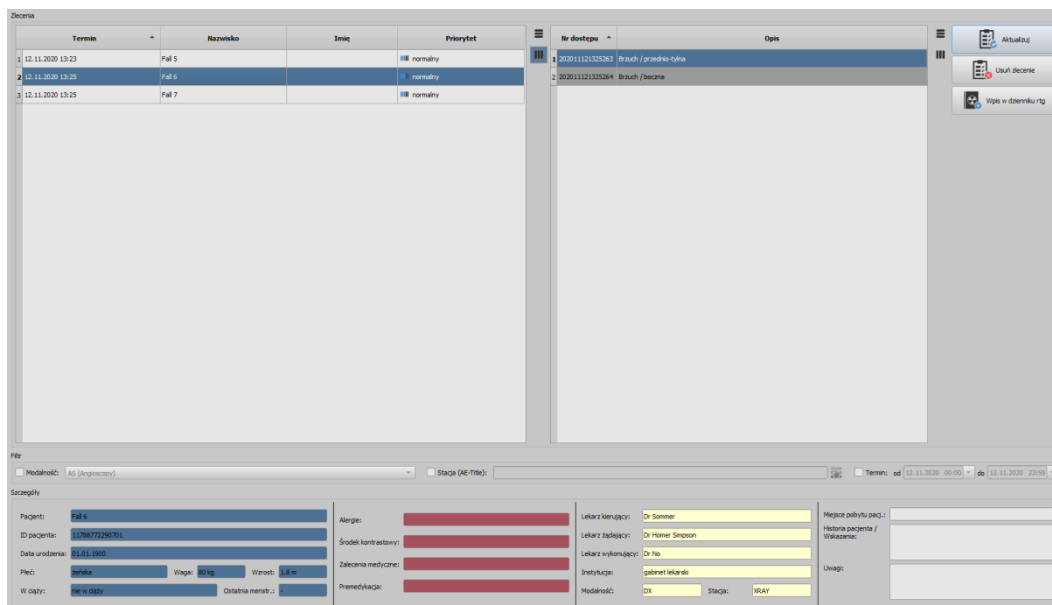 Zlecenia
Termin Nazwisko Imię Priorytet
1 12.11.2020 13:23 Fall 5 normalny
2 12.11.2020 13:25 Fall 6 normalny
3 12.11.2020 13:25 Fall 7 normalny
Nr dostępu Opis
1 202011121325263 Brzuch / przednio-tylna
2 202011121325264 Brzuch / boczna
Aktualizuj
Usuń zlecenie
Wpis w dzienniku rtg
Filtr
Modalność: AS (Angioscopy) Stacja (AE-Title): Termin: od 12.11.2020 00:00 do 12.11.2020 23:59
Szczegóły
Pacjent: Fall 6
ID pacjenta: 11788772290701
Data urodzenia: 01.01.1900
Płeć: żeńska Waga: 80 kg Wzrost: 1.8 m
W ciąży: nie w ciąży Ostatnia menstr.: -
Alergie:
Środek kontrastowy:
Zalecenia medyczne:
Premedykacja:
Lekarz kierujący: Dr Sommer
Lekarz żądający: Dr Homer Simpson
Lekarz wykonujący: Dr No
Instytucja: gabinet lekarski
Modalność: DX Stacja: XRAY
Miejsce pobytu pacj.:
Historia pacjenta /
Wskazania:
Uwagi: